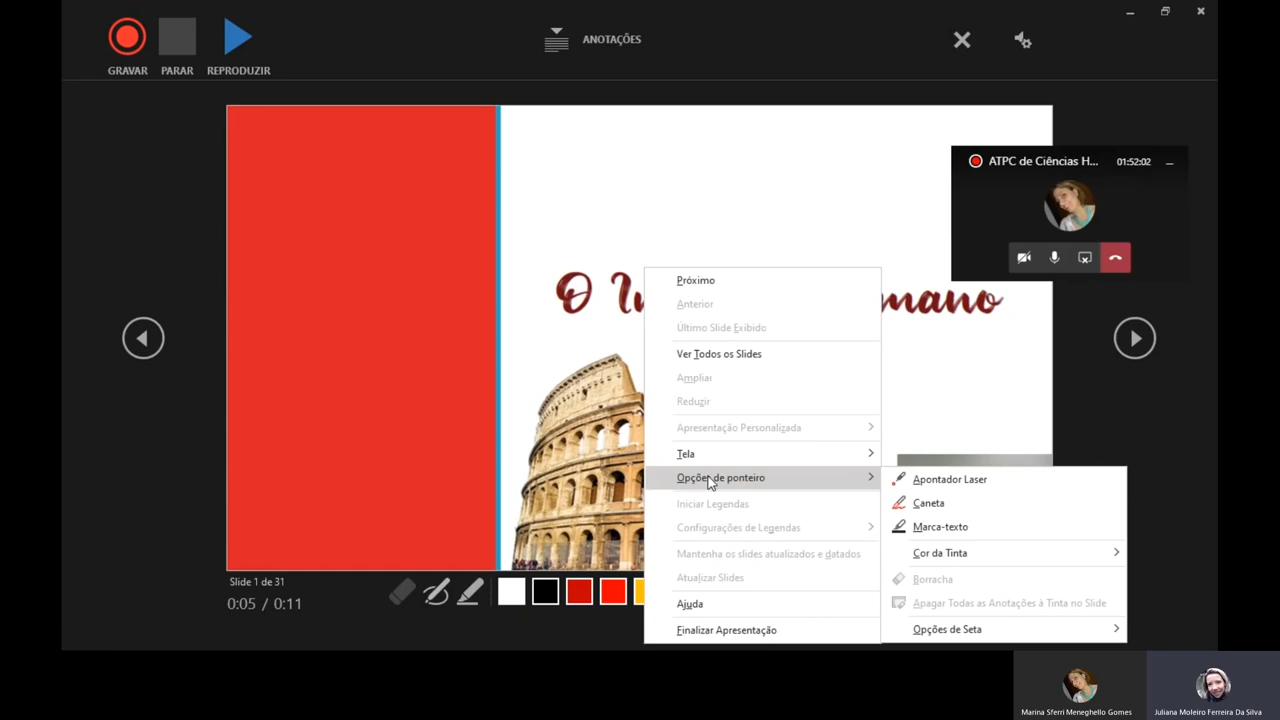 GRAVAR PARAR REPRODUZIR
ANOTAÇÕES
ATPC de Ciências H... 01:52:02
O mano
Próximo
Anterior
Último Slide Exibido
Ver Todos os Slides
Ampliar
Reduzir
Apresentação Personalizada
Tela
Opções de ponteiro
Iniciar Legendas
Configurações de Legendas
Mantenha os slides atualizados e datados
Atualizar Slides
Ajuda
Finalizar Apresentação
Apontador Laser
Caneta
Marca-texto
Cor da Tinta
Borracha
Apagar Todas as Anotações à Tinta no Slide
Opções de Seta
Slide 1 de 31
0:05 / 0:11
Marina Sferri Meneghello Gomes
Juliana Moleiro Ferreira Da Silva